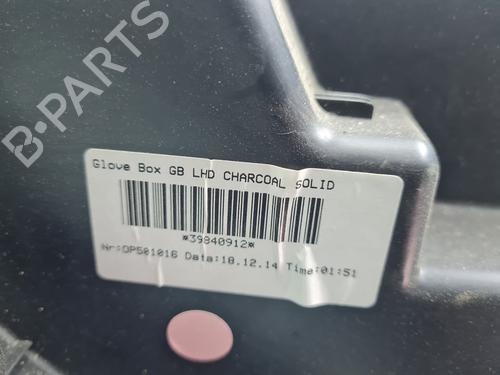 B-PARTS
Glove Box GB LHD CHARCOAL SOLID
*39840912*
Nr:OP501016 Data:18.12.14 Time:01:51